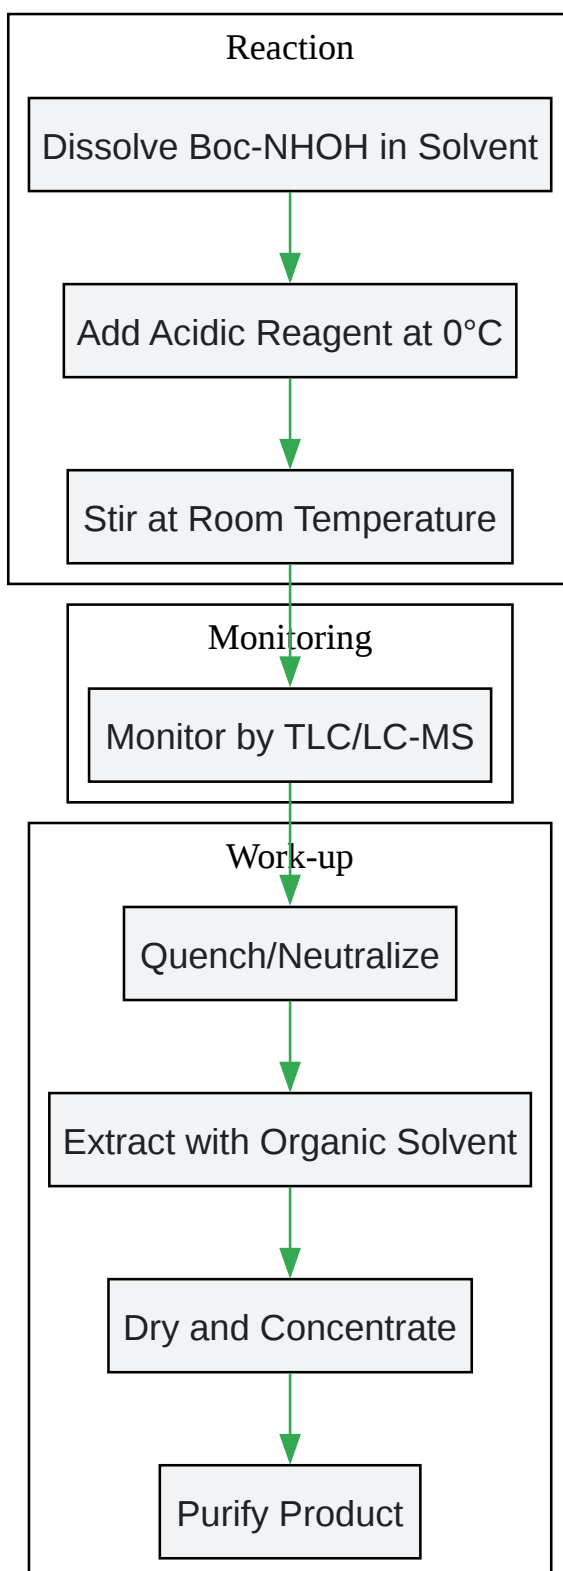 Reaction
Dissolve Boc-NHOH in Solvent
Add Acidic Reagent at 0°C
Stir at Room Temperature
Monitoring
Monitor by TLC/LC-MS
Work-up
Quench/Neutralize
Extract with Organic Solvent
Dry and Concentrate
Purify Product